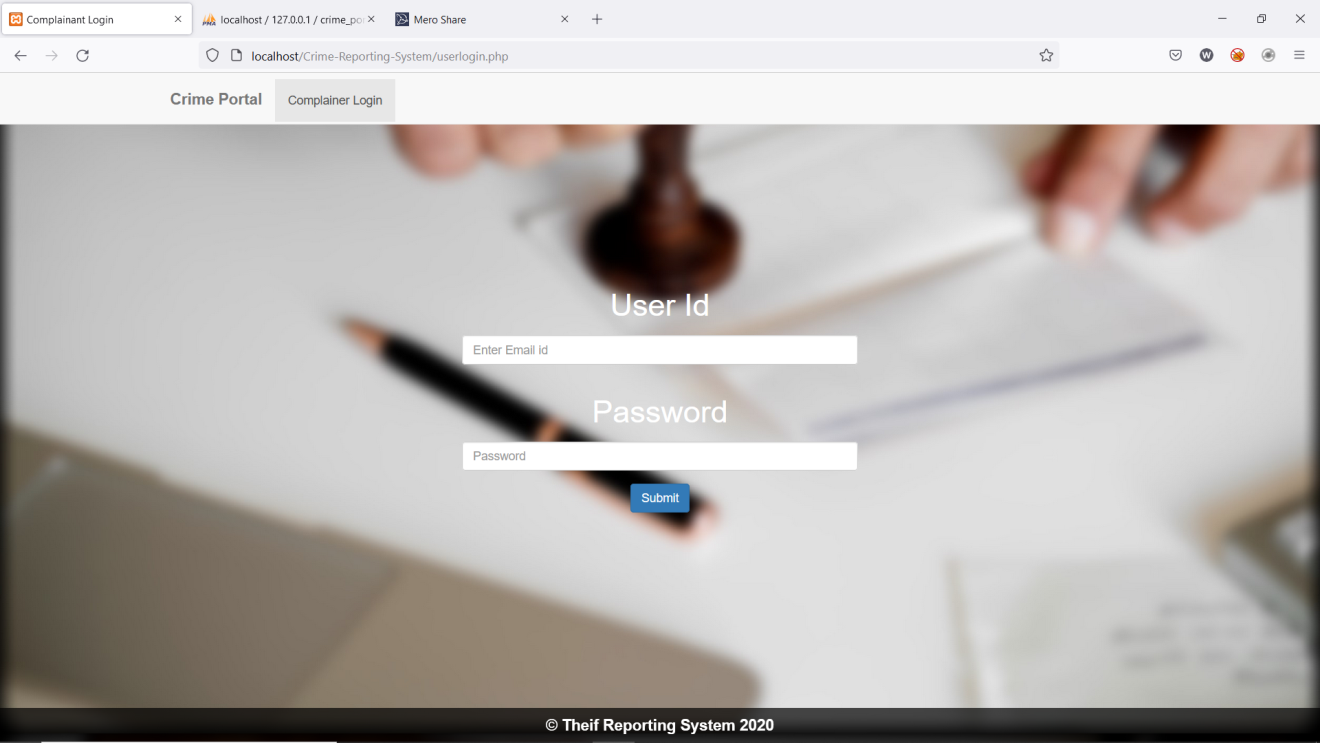 Complainant Login
localhost / 127.0.0.1 / crime_po
Mero Share
localhost/Crime-Reporting-System/userlogin.php
Crime Portal
Complainer Login
User Id
Enter Email id
Password
Password
Submit
© Theif Reporting System 2020